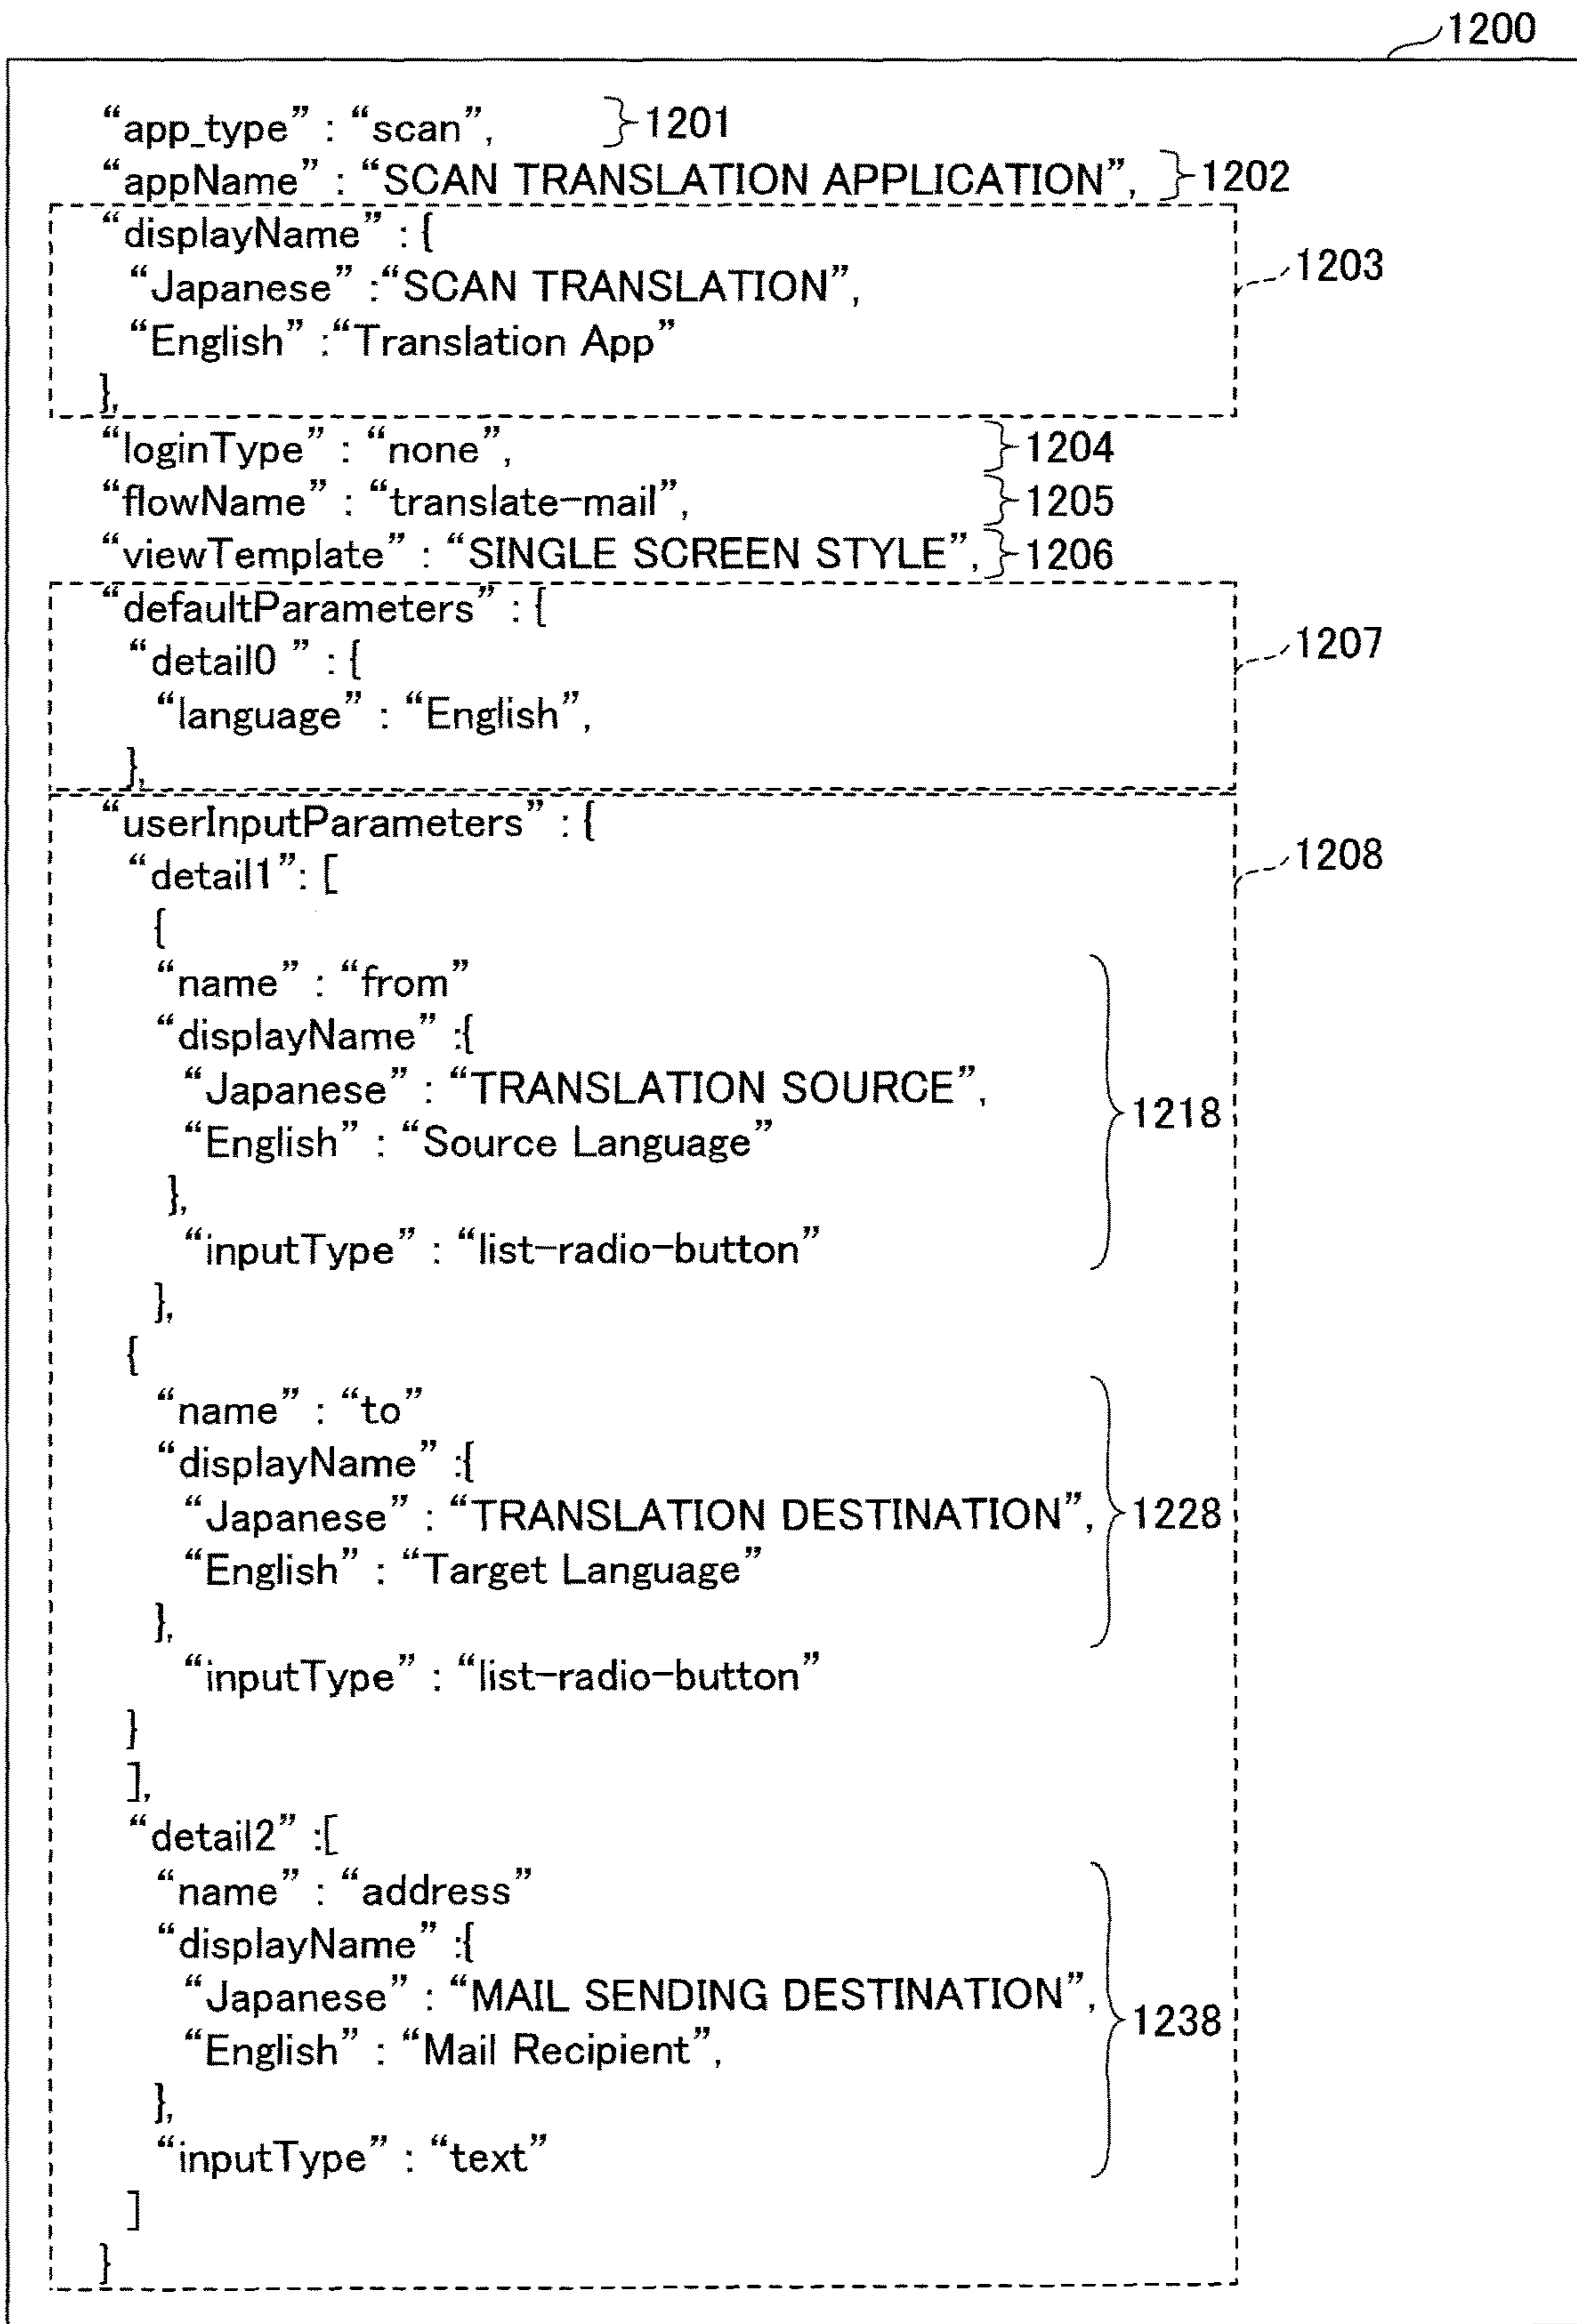 1200
“app_type” : “scan”, }1201
“appName” : “SCAN TRANSLATION APPLICATION”, }1202
“displayName” : {
“Japanese” :“SCAN TRANSLATION”,
1203
“English” :“Translation App”
},
“loginType” : “none”, }1204
“flowName” : “translate-mail”, }1205
“viewTemplate” : “SINGLE SCREEN STYLE”, }1206
“defaultParameters” : {
“detail0 ” : {
1207
“language” : “English”,
},
“userInputParameters” : {
“detail1”: [
1208
{
“name” : “from”
“displayName” :{
“Japanese” : “TRANSLATION SOURCE”,
1218
“English” : “Source Language”
},
“inputType” : “list-radio-button”
},
{
“name” : “to”
“displayName” :{
“Japanese” : “TRANSLATION DESTINATION”,
1228
“English” : “Target Language”
},
“inputType” : “list-radio-button”
}
],
“detail2” :[
“name” : “address”
“displayName” :{
“Japanese” : “MAIL SENDING DESTINATION”,
1238
“English” : “Mail Recipient”,
},
“inputType” : “text”
]
}